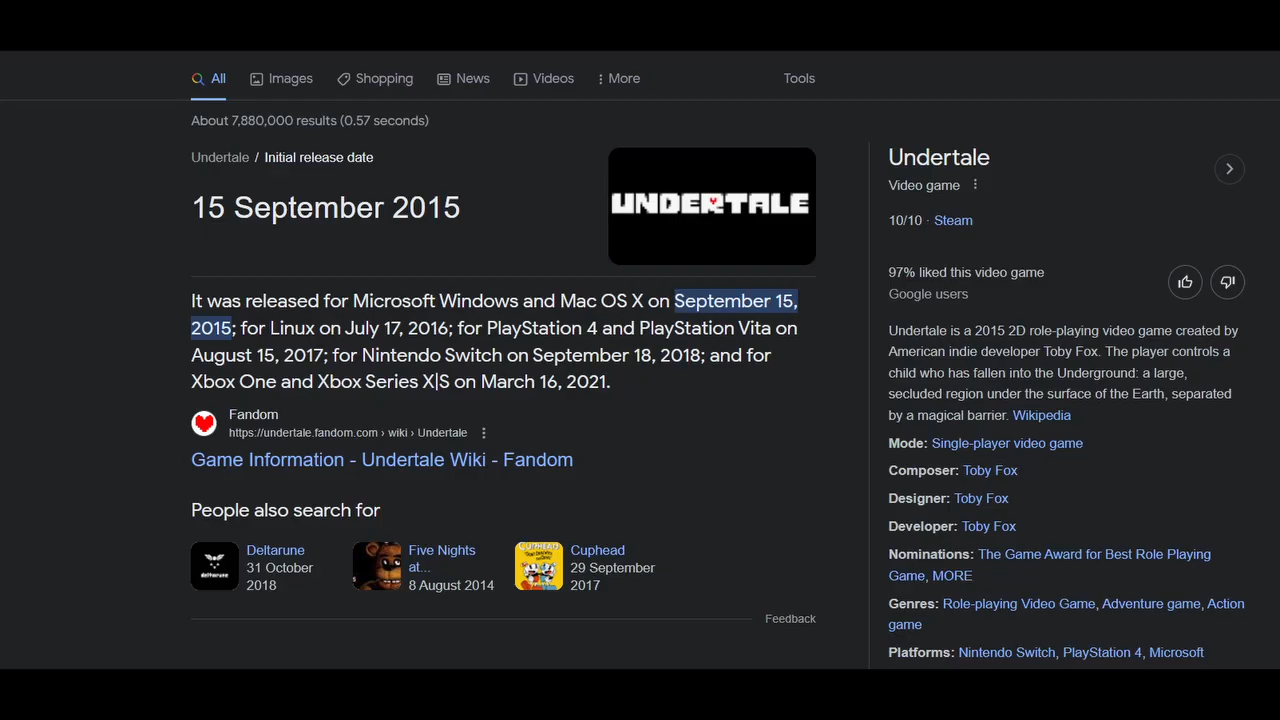 All Images Shopping News Videos More Tools
About 7,880,000 results (0.57 seconds)
Undertale / Initial release date
15 September 2015
UNDERTALE
It was released for Microsoft Windows and Mac OS X on September 15,
2015; for Linux on July 17, 2016; for PlayStation 4 and PlayStation Vita on
August 15, 2017; for Nintendo Switch on September 18, 2018; and for
Xbox One and Xbox Series X|S on March 16, 2021.
Fandom
https://undertale.fandom.com › wiki › Undertale
Game Information - Undertale Wiki - Fandom
People also search for
deltarune
Deltarune
31 October
2018
Five Nights
at...
8 August 2014
CUPHEAD
Cuphead
29 September
2017
Feedback
Undertale
Video game
10/10 · Steam
97% liked this video game
Google users
Undertale is a 2015 2D role-playing video game created by
American indie developer Toby Fox. The player controls a
child who has fallen into the Underground: a large,
secluded region under the surface of the Earth, separated
by a magical barrier. Wikipedia
Mode: Single-player video game
Composer: Toby Fox
Designer: Toby Fox
Developer: Toby Fox
Nominations: The Game Award for Best Role Playing
Game, MORE
Genres: Role-playing Video Game, Adventure game, Action
game
Platforms: Nintendo Switch, PlayStation 4, Microsoft